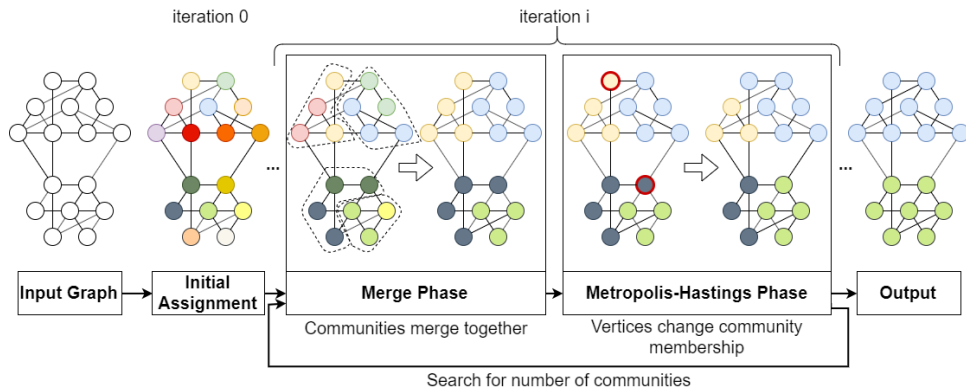 iteration 0
iteration i
...
...
Input Graph
Initial
Assignment
Merge Phase
Metropolis-Hastings Phase
Output
Communities merge together
Vertices change community
membership
Search for number of communities